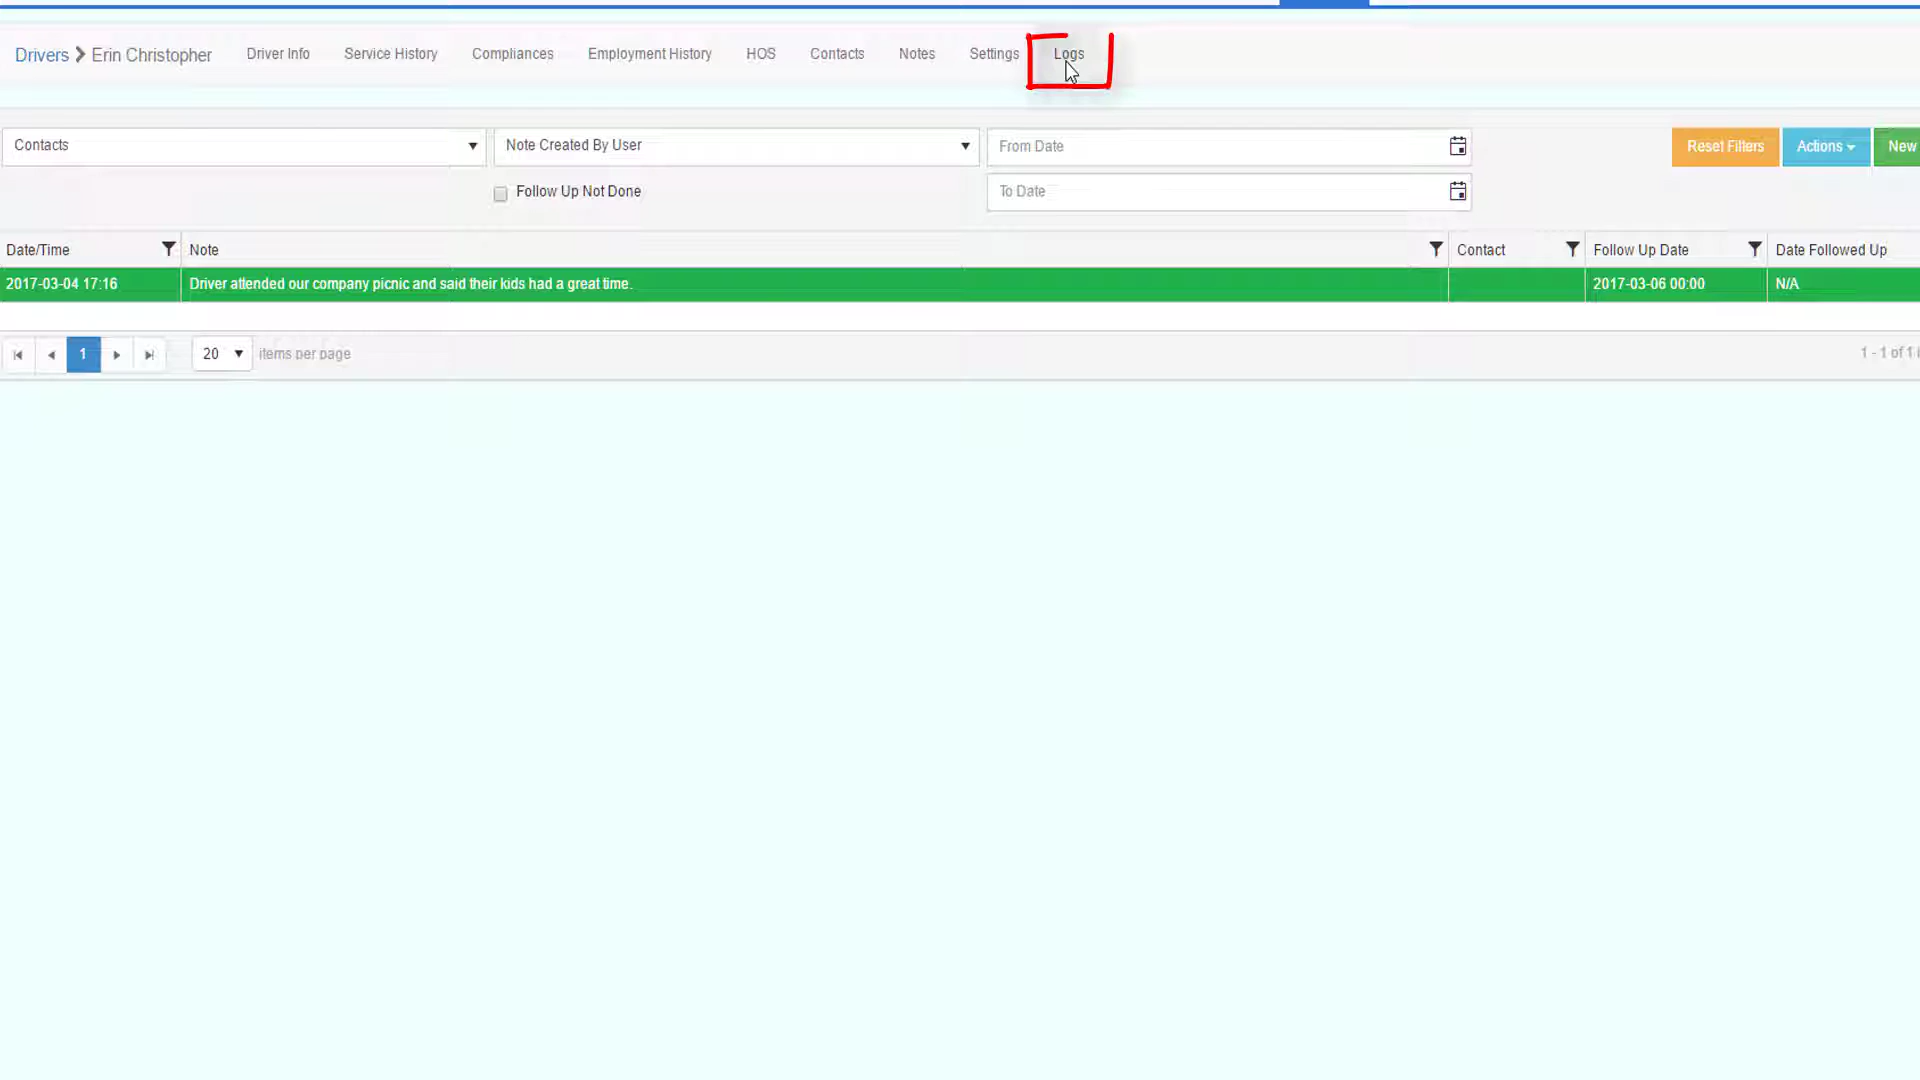 Drivers Erin Christopher Driver Info Service History Compliances Employment History HOS Contacts Notes Settings Logs
Contacts Note Created By User From Date Reset Filters Actions New
Follow Up Not Done To Date
Date/Time Note Contact Follow Up Date Date Followed Up
2017-03-04 17:16 Driver attended our company picnic and said their kids had a great time. 2017-03-06 00:00 N/A
1 20 items per page 1 - 1 of 1